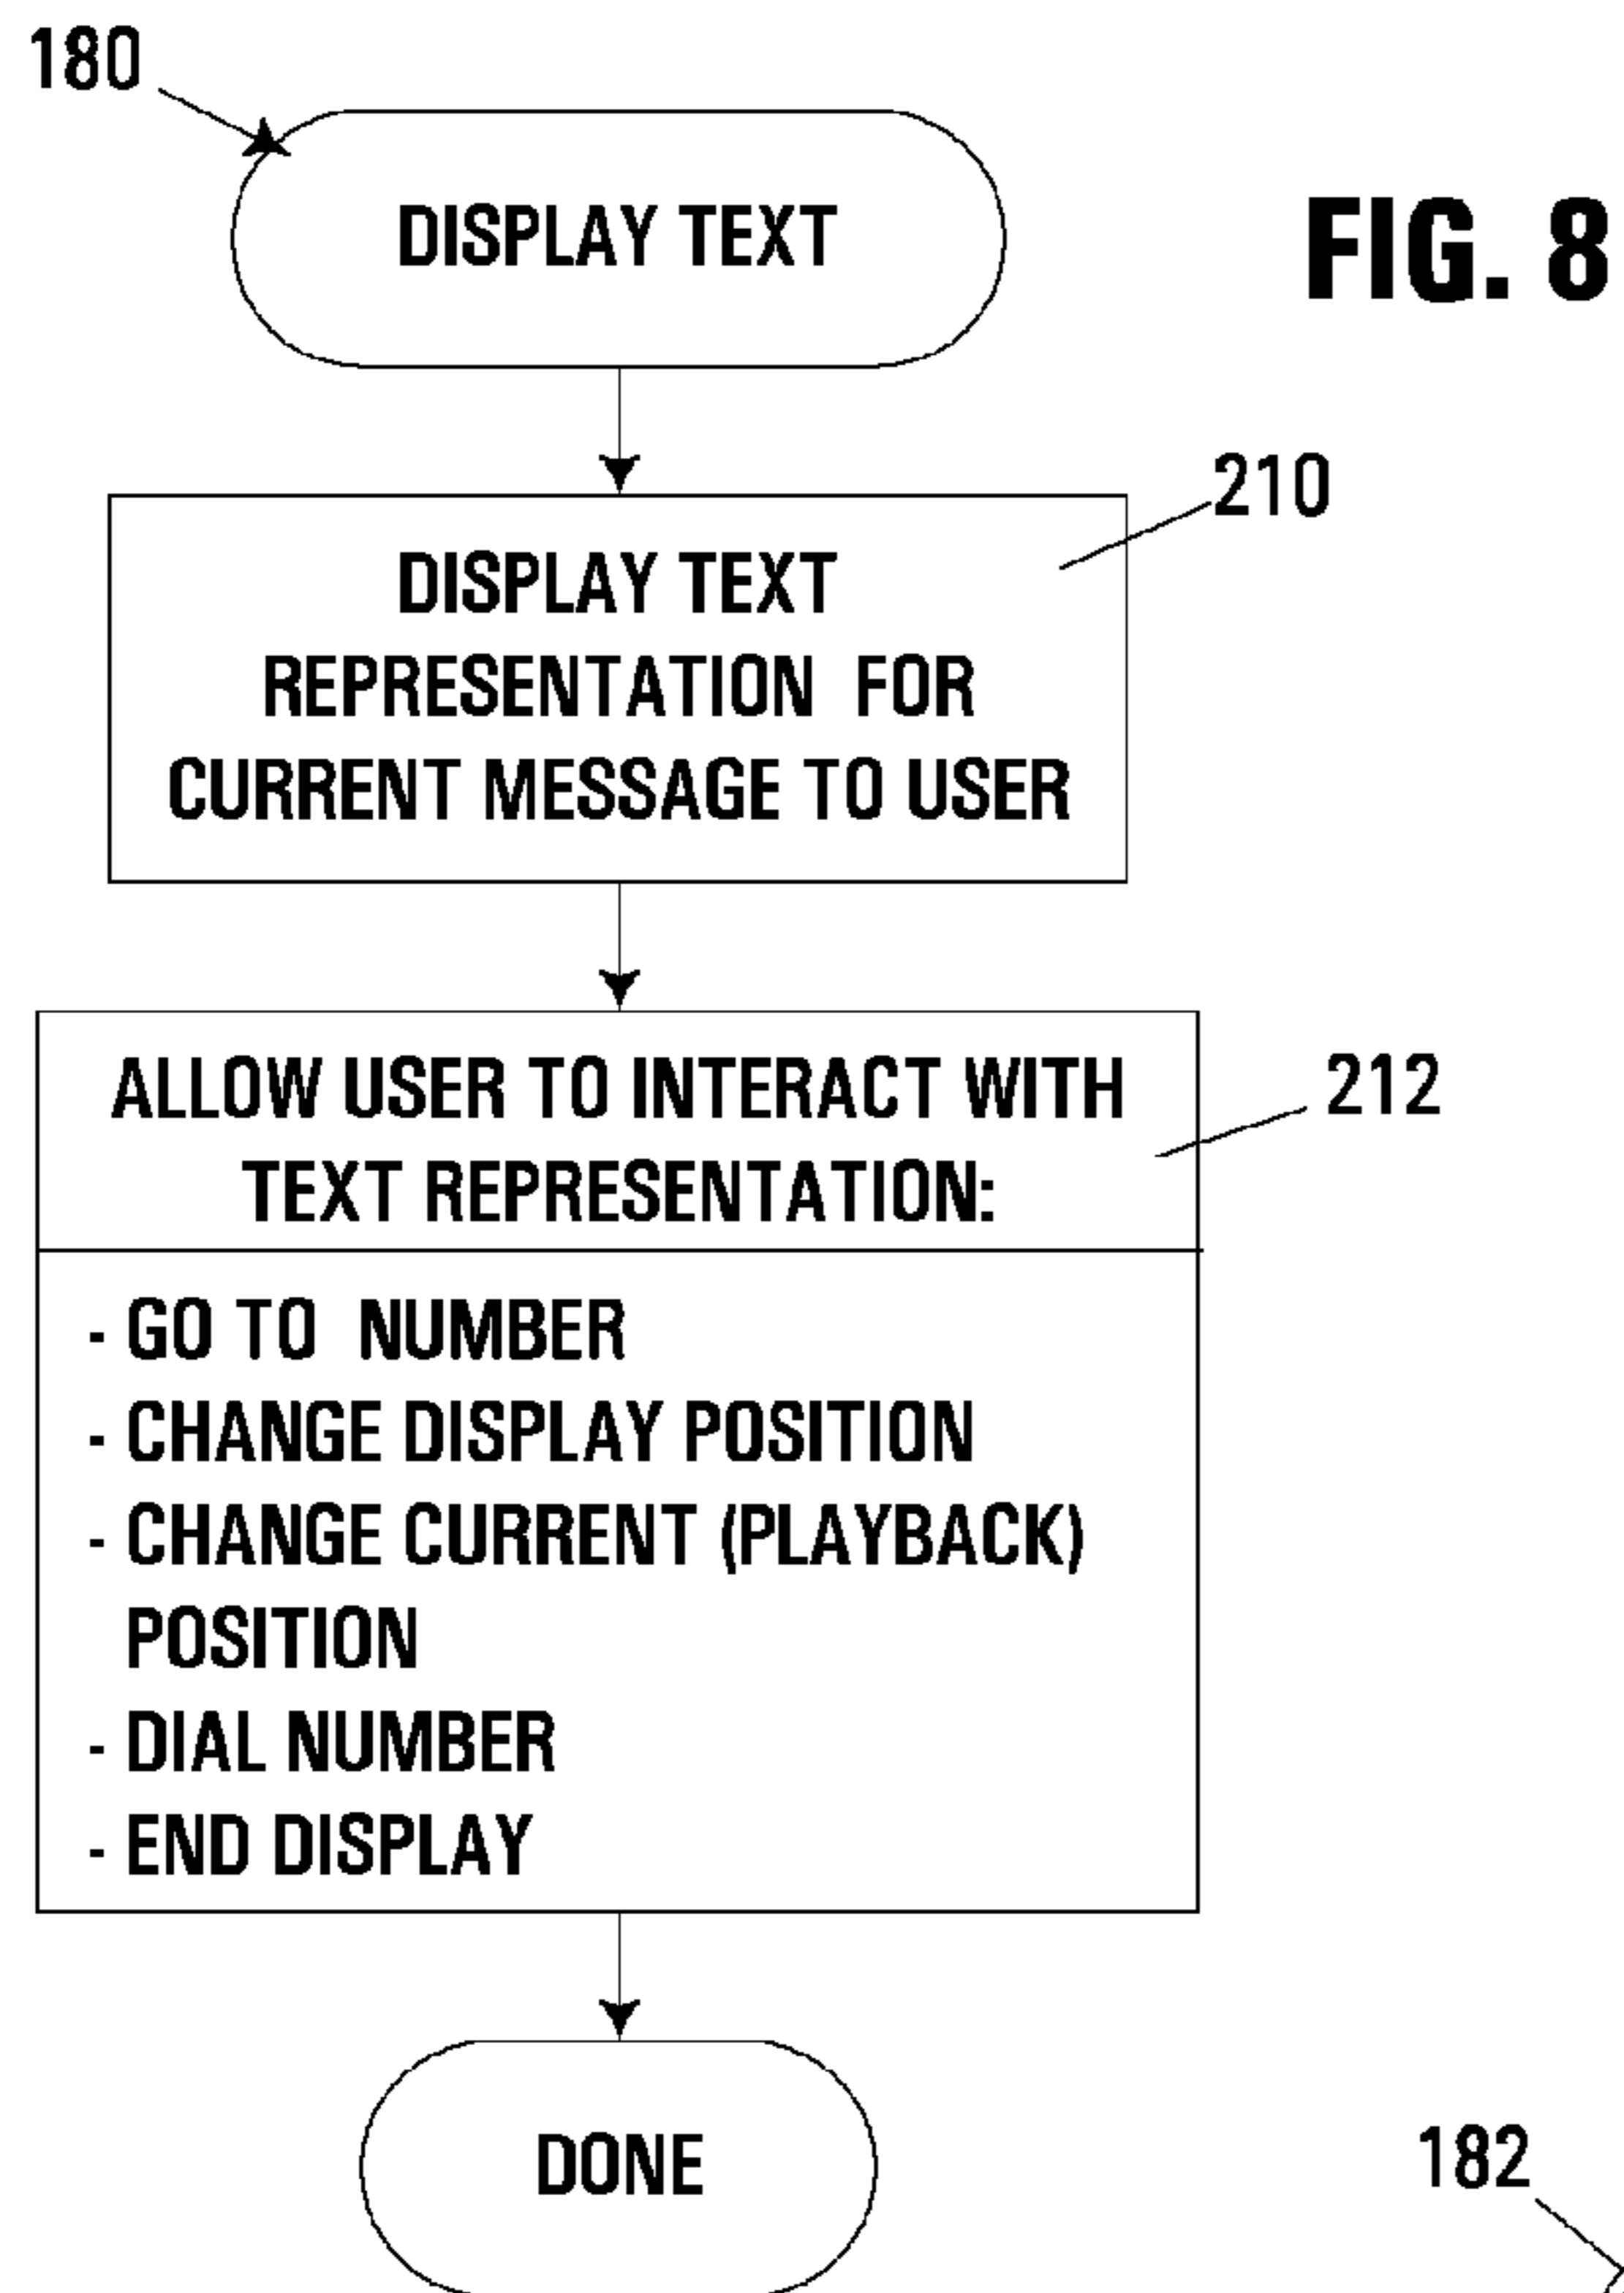 180
DISPLAY TEXT
FIG. 8
210
DISPLAY TEXT
REPRESENTATION FOR
CURRENT MESSAGE TO USER
ALLOW USER TO INTERACT WITH
TEXT REPRESENTATION:
212
- GO TO NUMBER
- CHANGE DISPLAY POSITION
- CHANGE CURRENT (PLAYBACK)
POSITION
- DIAL NUMBER
- END DISPLAY
DONE
182